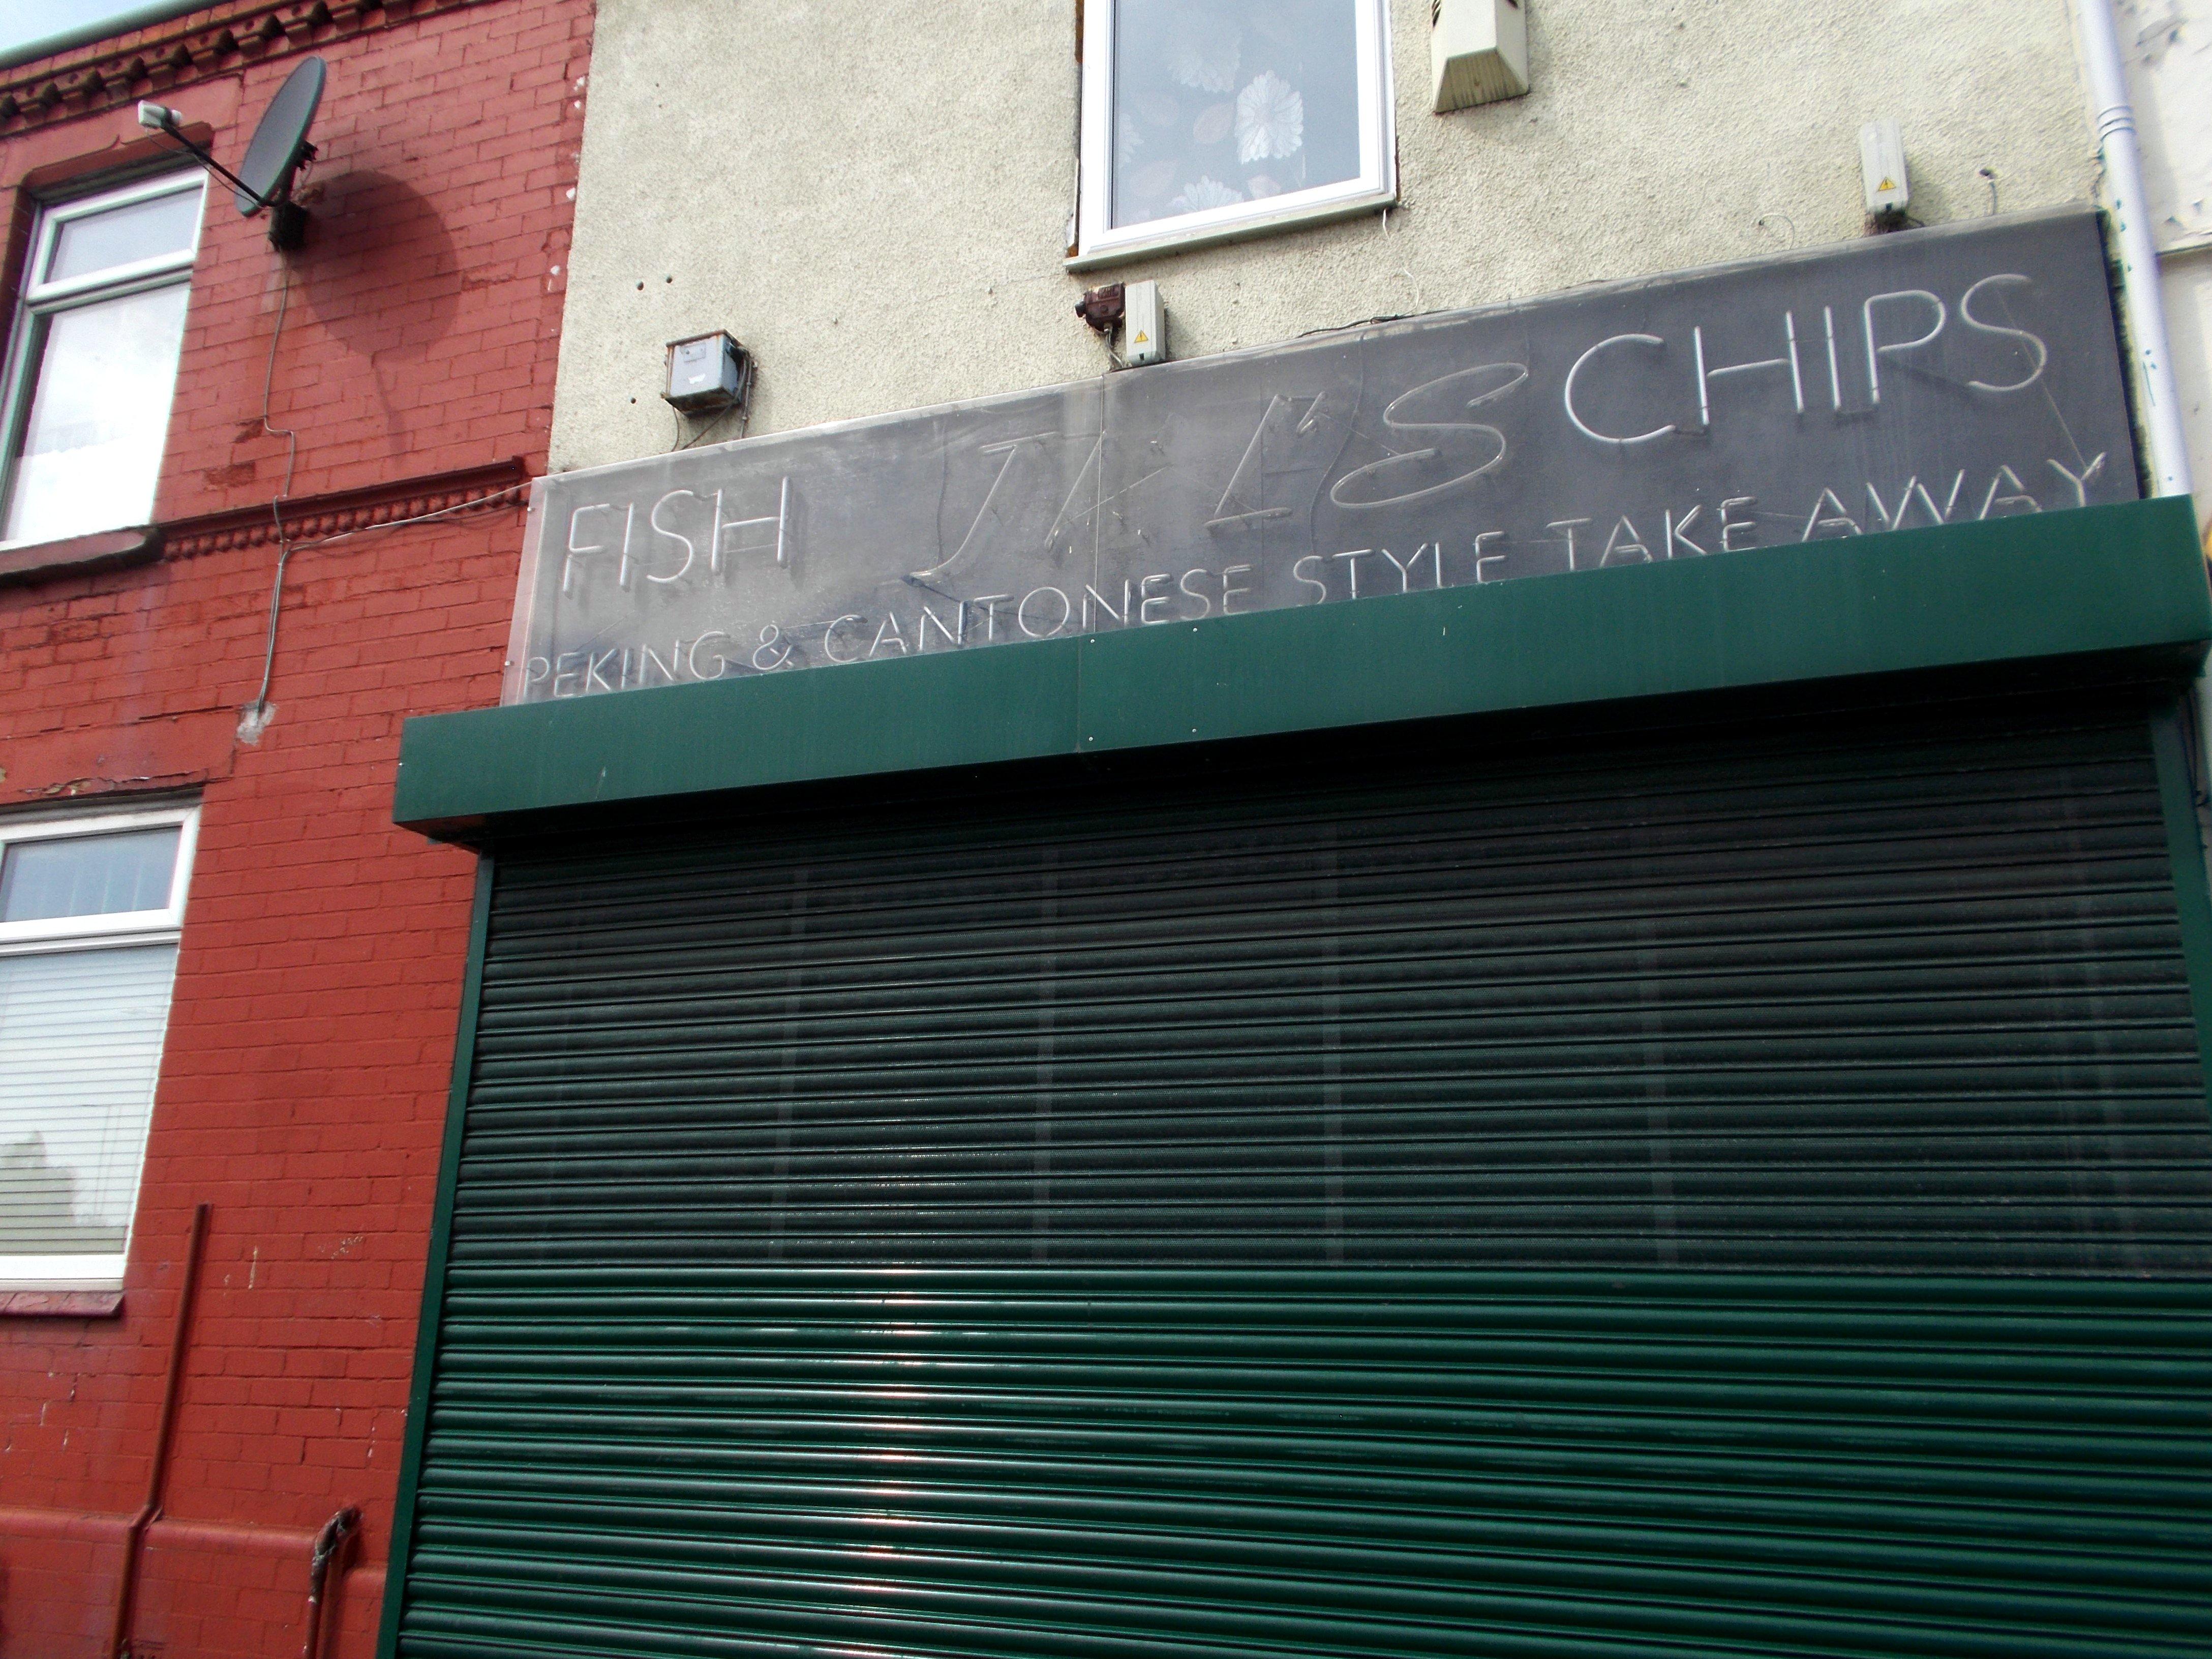 FISH CHIPS
PEKING & CANTONESE STYLE TAKE AWAY